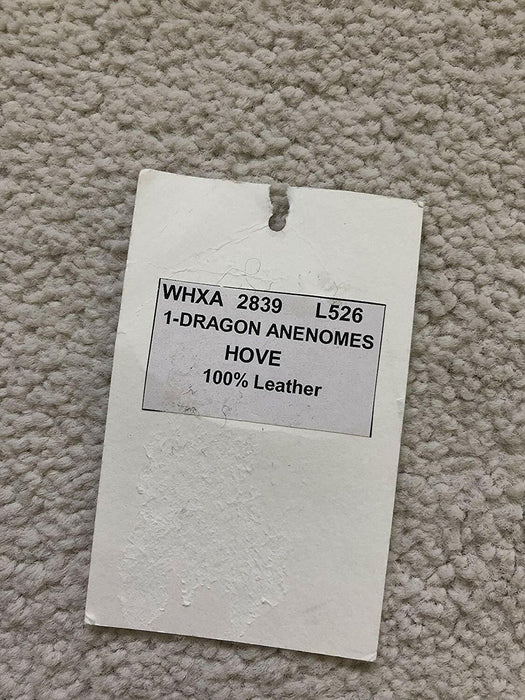 WHXA 2839 L526
1-DRAGON ANENOMES
HOVE
100% Leather